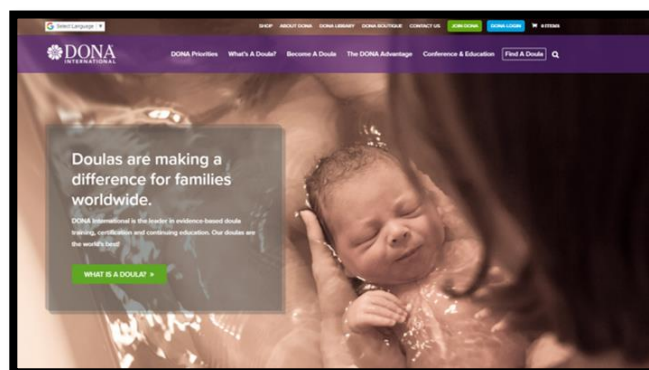 Select Language
SHOP ABOUT DONA DONA LIBRARY DONA BOUTIQUE CONTACT US JOIN DONA DONA LOGIN 0 ITEMS
DONA
INTERNATIONAL
DONA Priorities What's A Doula? Become A Doula The DONA Advantage Conference & Education Find A Doula
Doulas are making a
difference for families
worldwide.
DONA International is the leader in evidence-based doula
training, certification and continuing education. Our doulas are
the world's best!
WHAT IS A DOULA? »